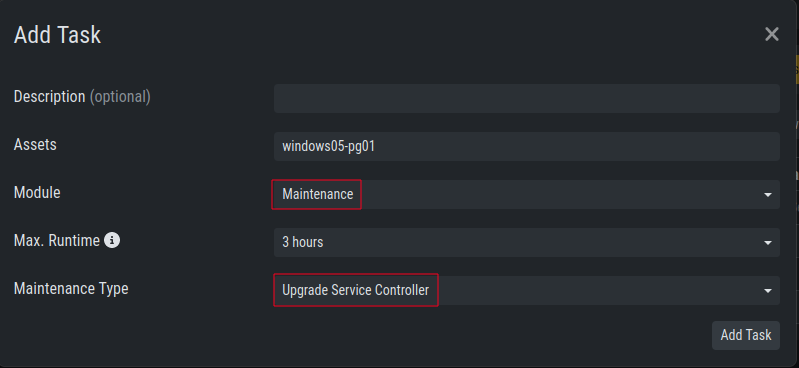 Add Task
Description (optional)
Assets windows05-pg01
Module Maintenance
Max. Runtime 3 hours
Maintenance Type Upgrade Service Controller
Add Task